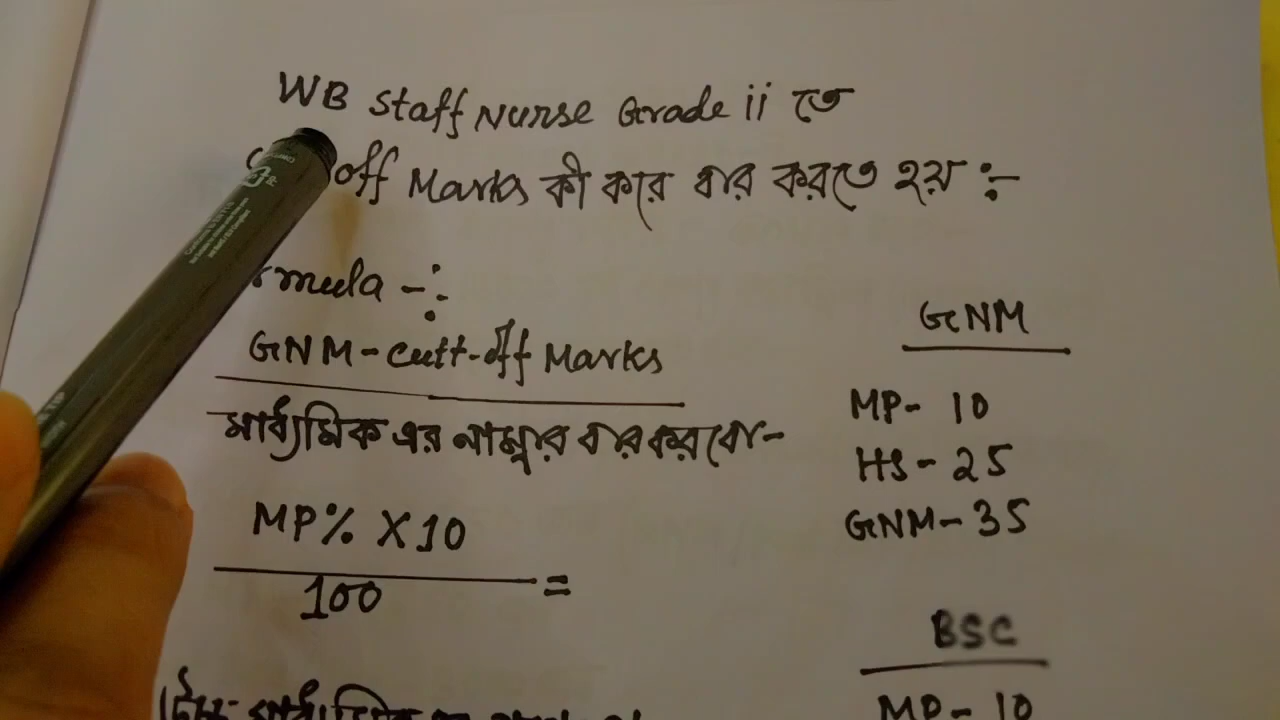 WB Staff Nurse Grade ii তে
off Marks কী করে বার করতে হয় :-
rmula -:
GNM-Cutt-off Marks
মাধ্যমিক এর নাম্বার বার করবো-
MP% X10
100 =
GNM
MP- 10
HS- 25
GNM-35
BSC
MP- 10